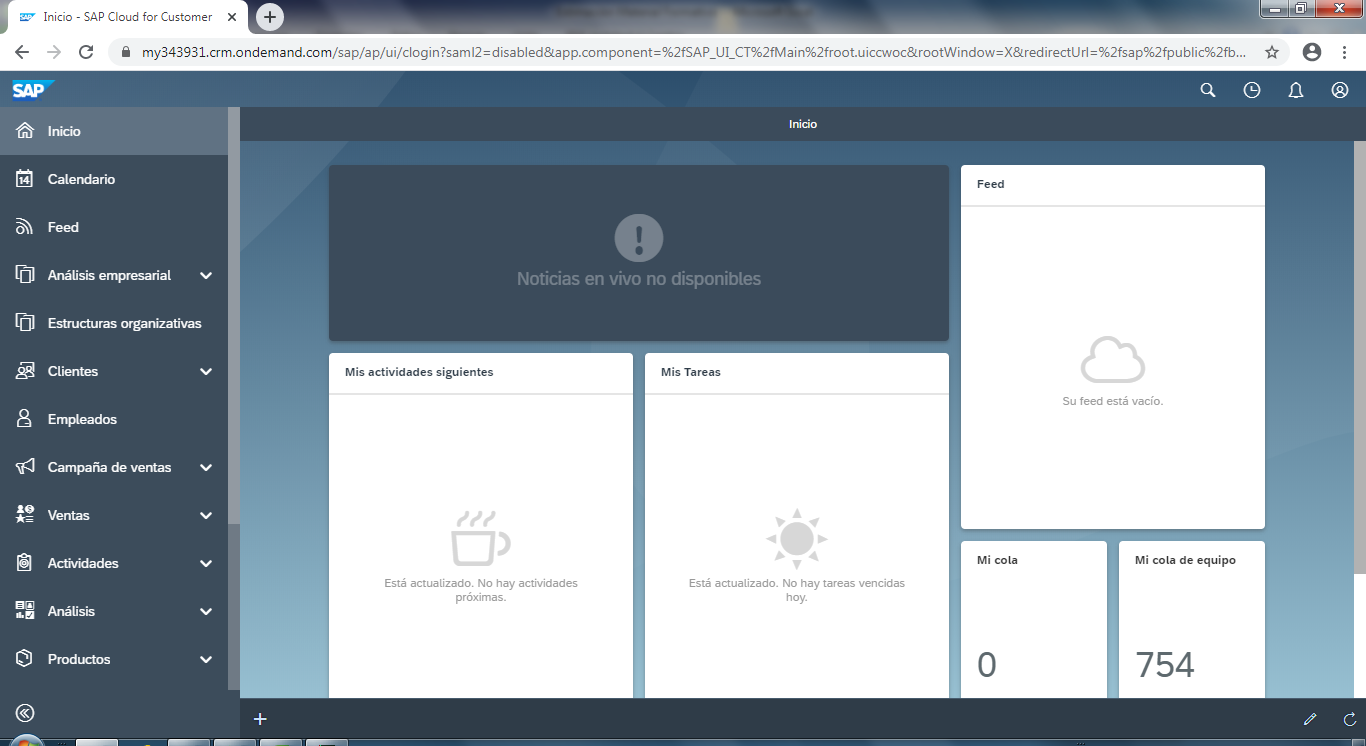 Inicio - SAP Cloud for Customer
my343931.crm.ondemand.com/sap/ap/ui/clogin?saml2=disabled&app.component=%2fSAP_UI_CT%2fMain%2froot.uiccwoc&rootWindow=X&redirectUrl=%2fsap%2fpublic%2fb...
SAP
Inicio
Inicio
Calendario
Feed
Análisis empresarial
Estructuras organizativas
Clientes
Empleados
Campaña de ventas
Ventas
Actividades
Análisis
Productos
14
Noticias en vivo no disponibles
Feed
Su feed está vacío.
Mis actividades siguientes
Está actualizado. No hay actividades
próximas.
Mis Tareas
Está actualizado. No hay tareas vencidas
hoy.
Mi cola
0
Mi cola de equipo
754